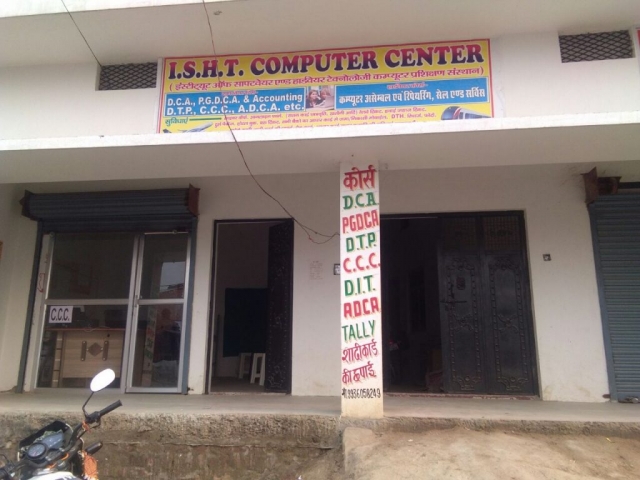 I.S.H.T. COMPUTER CENTER
( इंस्टीट्यूट ऑफ साफ्टवेयर एण्ड हार्डवेयर टेक्नोलॉजी कम्प्यूटर प्रशिक्षण संस्थान)
D.C.A., P.G.D.C.A. & Accounting
D.T.P., C.C.C., A.D.C.A, etc.
कम्प्यूटर असेम्बल एवं रिपेयरिंग, सेल एण्ड सर्विस
सुविधाएं
कोर्स
D.C.A
PGDCA
D.T.P.
C.C.C.
D.I.T.
ADCA
TALLY
शादी कार्ड
की छपाई
C.C.C.